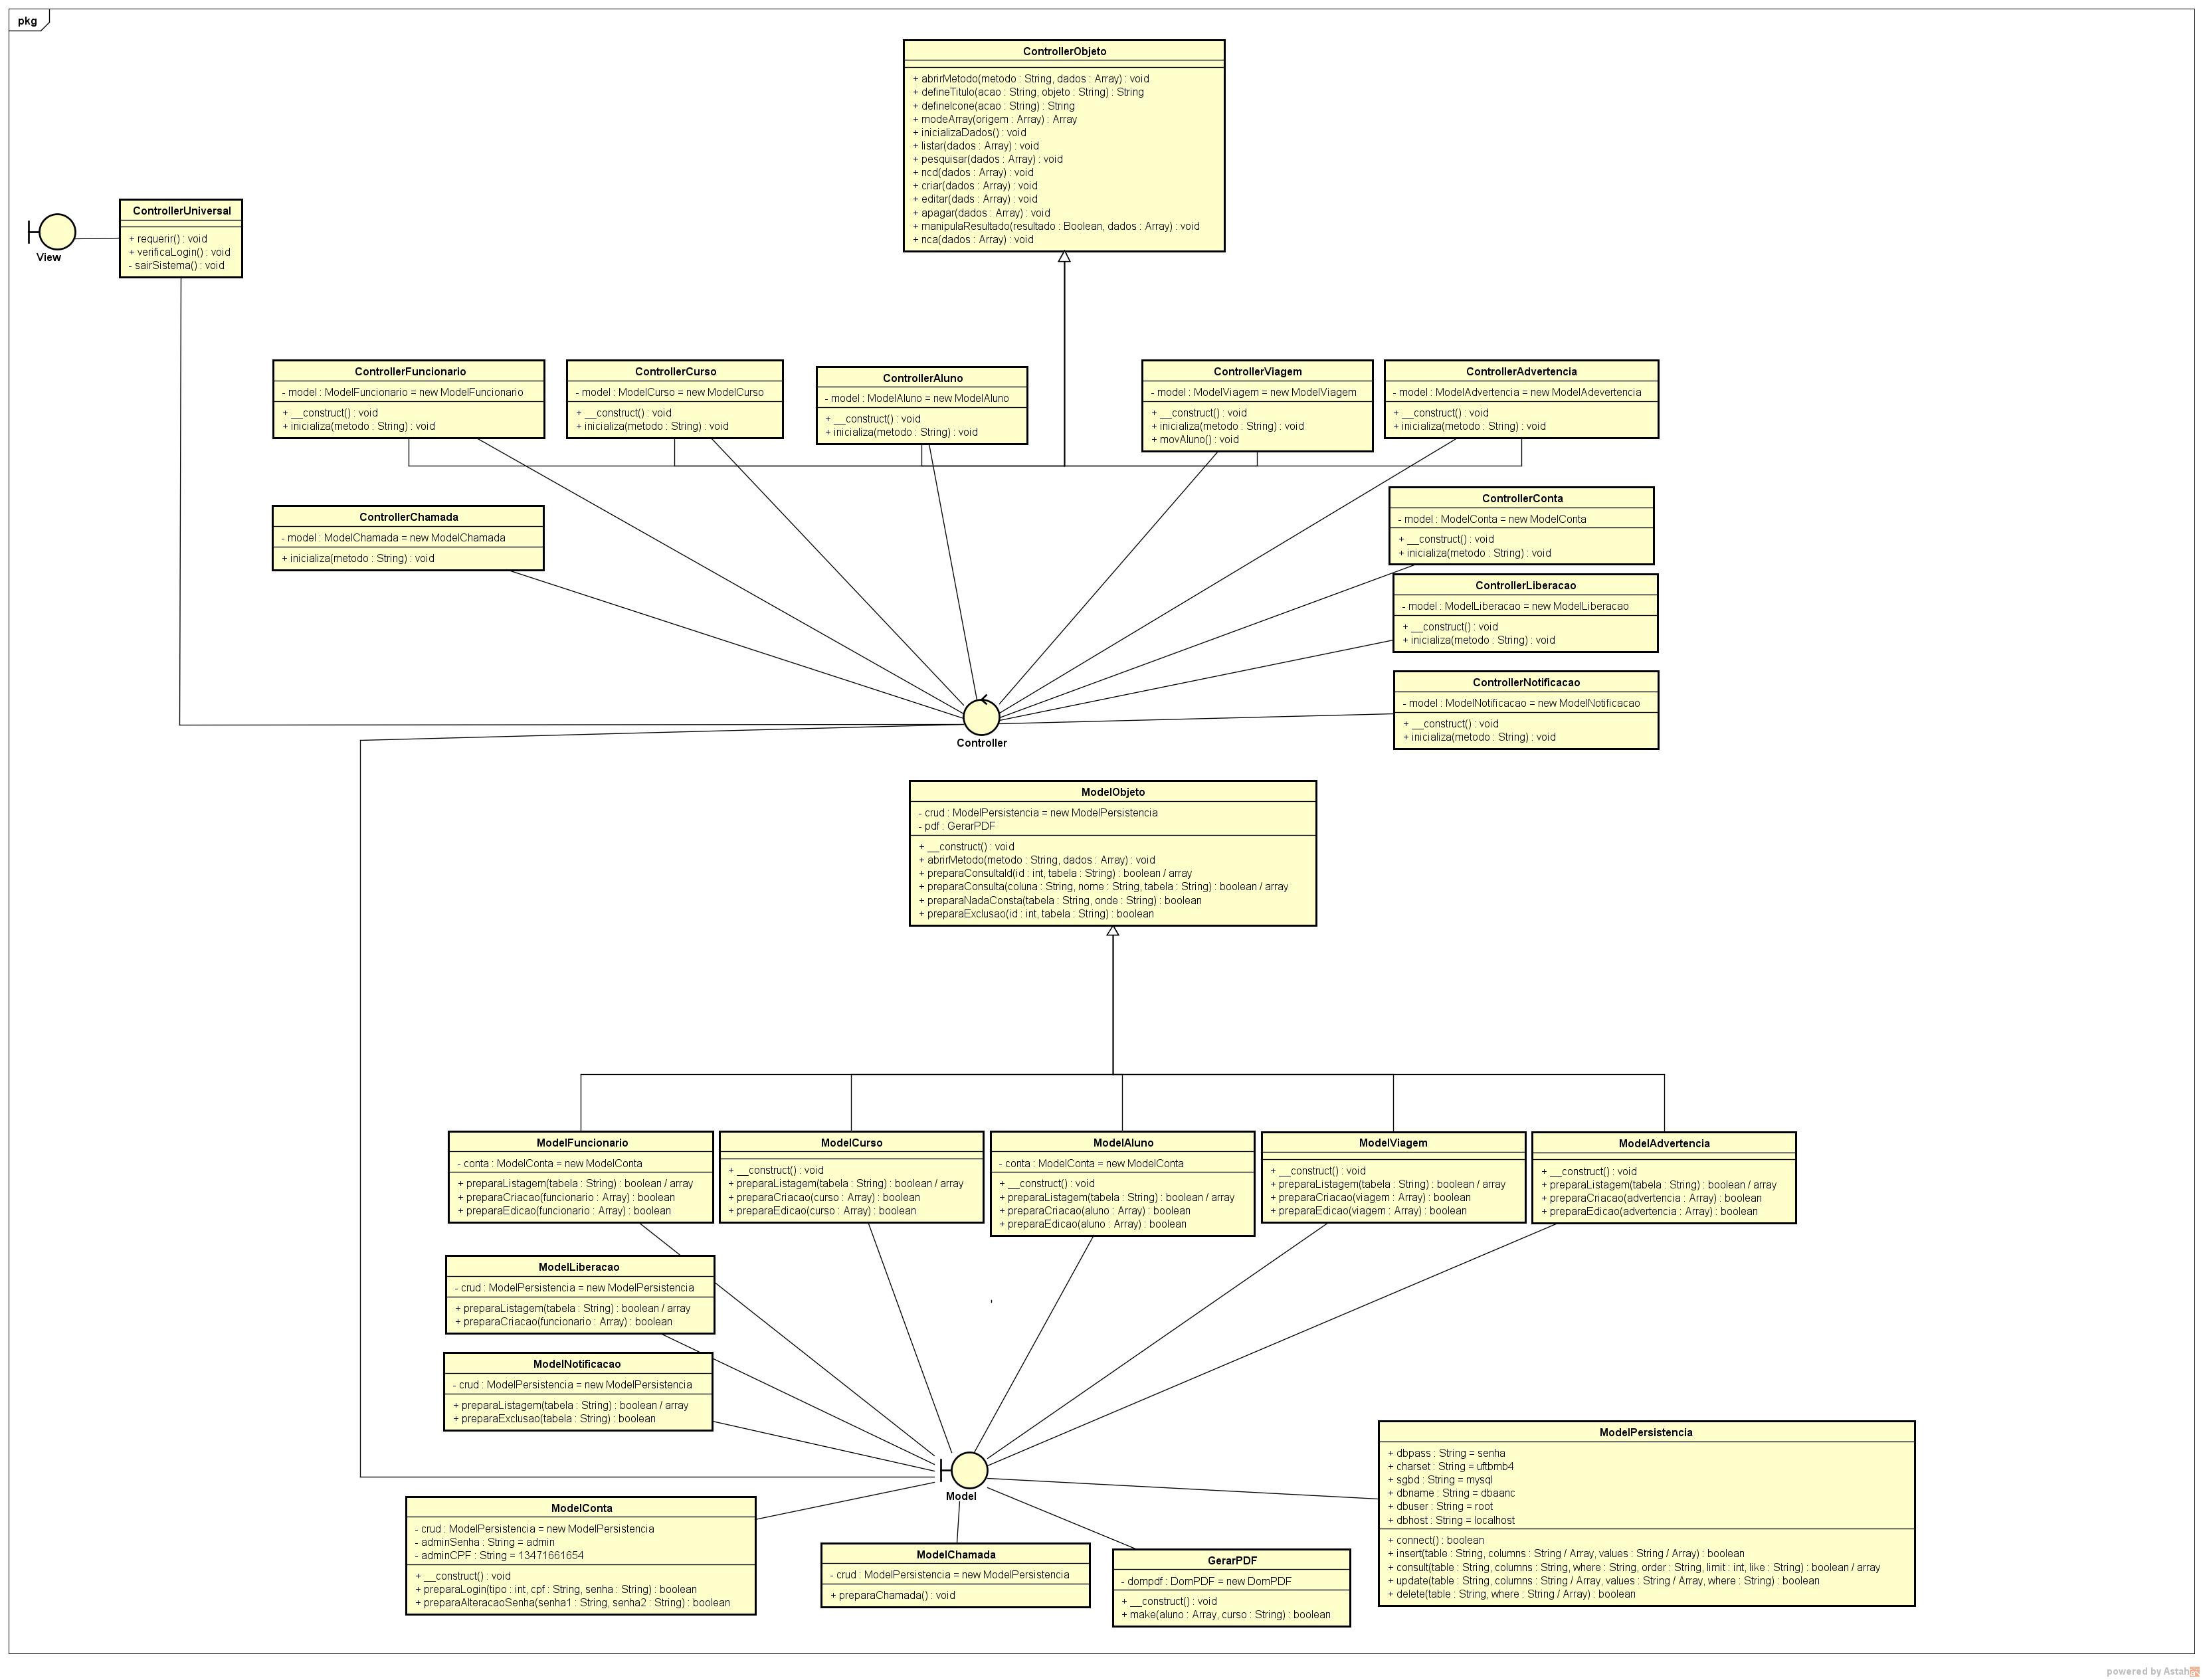 pkg
ControllerObjeto
+ abrirMetodo(metodo : String, dados : Array) : void
+ defineTitulo(acao : String, objeto : String) : String
+ defineIcone(acao : String) : String
+ modeArray(origem : Array) : Array
+ inicializaDados() : void
+ listar(dados : Array) : void
+ pesquisar(dados : Array) : void
+ ncd(dados : Array) : void
+ criar(dados : Array) : void
+ editar(dads : Array) : void
+ apagar(dados : Array) : void
+ manipulaResultado(resultado : Boolean, dados : Array) : void
+ nca(dados : Array) : void
View
ControllerUniversal
+ requerir() : void
+ verificaLogin() : void
- sairSistema() : void
ControllerFuncionario
- model : ModelFuncionario = new ModelFuncionario
+ __construct() : void
+ inicializa(metodo : String) : void
ControllerCurso
- model : ModelCurso = new ModelCurso
+ __construct() : void
+ inicializa(metodo : String) : void
ControllerAluno
- model : ModelAluno = new ModelAluno
+ __construct() : void
+ inicializa(metodo : String) : void
ControllerViagem
- model : ModelViagem = new ModelViagem
+ __construct() : void
+ inicializa(metodo : String) : void
+ movAluno() : void
ControllerAdvertencia
- model : ModelAdvertencia = new ModelAdevertencia
+ __construct() : void
+ inicializa(metodo : String) : void
ControllerChamada
- model : ModelChamada = new ModelChamada
+ inicializa(metodo : String) : void
ControllerConta
- model : ModelConta = new ModelConta
+ __construct() : void
+ inicializa(metodo : String) : void
ControllerLiberacao
- model : ModelLiberacao = new ModelLiberacao
+ __construct() : void
+ inicializa(metodo : String) : void
ControllerNotificacao
- model : ModelNotificacao = new ModelNotificacao
+ __construct() : void
+ inicializa(metodo : String) : void
Controller
ModelObjeto
- crud : ModelPersistencia = new ModelPersistencia
- pdf : GerarPDF
+ __construct() : void
+ abrirMetodo(metodo : String, dados : Array) : void
+ preparaConsultaId(id : int, tabela : String) : boolean / array
+ preparaConsulta(coluna : String, nome : String, tabela : String) : boolean / array
+ preparaNadaConsta(tabela : String, onde : String) : boolean
+ preparaExclusao(id : int, tabela : String) : boolean
ModelFuncionario
- conta : ModelConta = new ModelConta
+ preparaListagem(tabela : String) : boolean / array
+ preparaCriacao(funcionario : Array) : boolean
+ preparaEdicao(funcionario : Array) : boolean
ModelCurso
+ __construct() : void
+ preparaListagem(tabela : String) : boolean / array
+ preparaCriacao(curso : Array) : boolean
+ preparaEdicao(curso : Array) : boolean
ModelAluno
- conta : ModelConta = new ModelConta
+ __construct() : void
+ preparaListagem(tabela : String) : boolean / array
+ preparaCriacao(aluno : Array) : boolean
+ preparaEdicao(aluno : Array) : boolean
ModelViagem
+ __construct() : void
+ preparaListagem(tabela : String) : boolean / array
+ preparaCriacao(viagem : Array) : boolean
+ preparaEdicao(viagem : Array) : boolean
ModelAdvertencia
+ __construct() : void
+ preparaListagem(tabela : String) : boolean / array
+ preparaCriacao(advertencia : Array) : boolean
+ preparaEdicao(advertencia : Array) : boolean
ModelLiberacao
- crud : ModelPersistencia = new ModelPersistencia
+ preparaListagem(tabela : String) : boolean / array
+ preparaCriacao(funcionario : Array) : boolean
ModelNotificacao
- crud : ModelPersistencia = new ModelPersistencia
+ preparaListagem(tabela : String) : boolean / array
+ preparaExclusao(tabela : String) : boolean
Model
ModelPersistencia
+ dbpass : String = senha
+ charset : String = uftbmb4
+ sgbd : String = mysql
+ dbname : String = dbaanc
+ dbuser : String = root
+ dbhost : String = localhost
+ connect() : boolean
+ insert(table : String, columns : String / Array, values : String / Array) : boolean
+ consult(table : String, columns : String, where : String, order : String, limit : int, like : String) : boolean / array
+ update(table : String, columns : String / Array, values : String / Array, where : String) : boolean
+ delete(table : String, where : String / Array) : boolean
ModelConta
- crud : ModelPersistencia = new ModelPersistencia
- adminSenha : String = admin
- adminCPF : String = 13471661654
+ __construct() : void
+ preparaLogin(tipo : int, cpf : String, senha : String) : boolean
+ preparaAlteracaoSenha(senha1 : String, senha2 : String) : boolean
ModelChamada
- crud : ModelPersistencia = new ModelPersistencia
+ preparaChamada() : void
GerarPDF
- dompdf : DomPDF = new DomPDF
+ __construct() : void
+ make(aluno : Array, curso : String) : boolean
powered by Astah